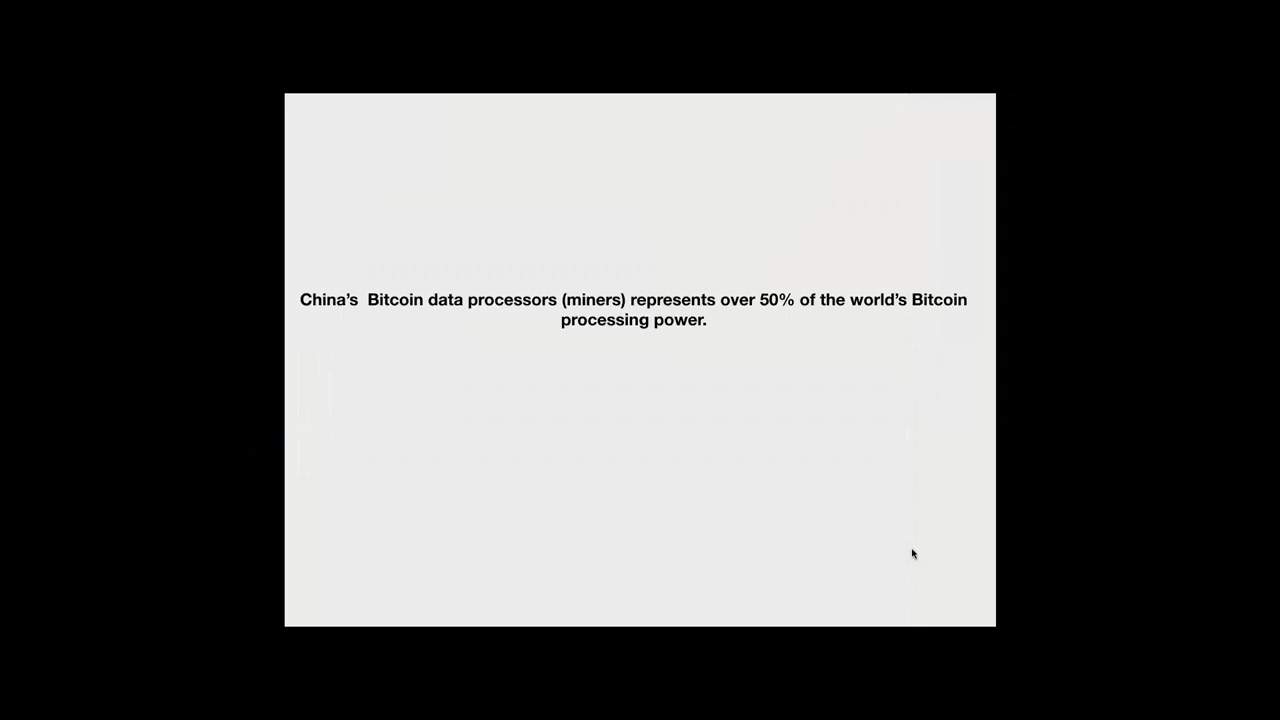 China’s  Bitcoin data processors (miners) represents over 50% of the world’s Bitcoin
processing power.